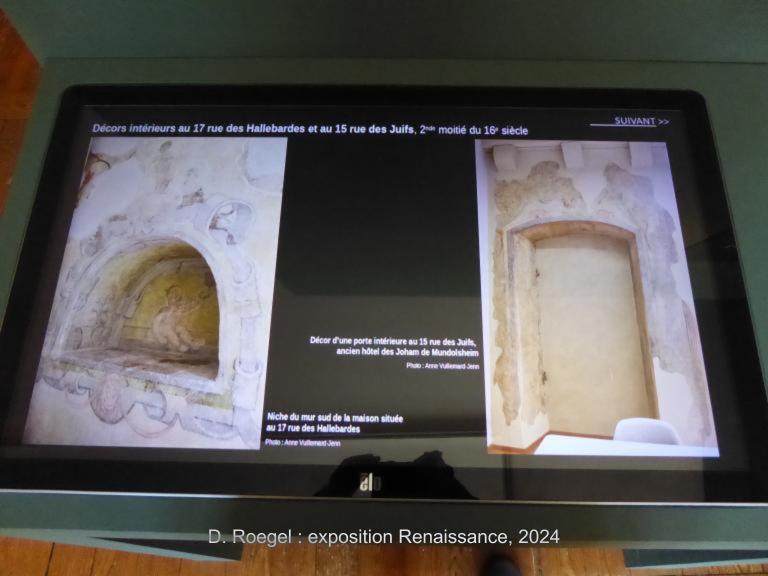 Décors intérieurs au 17 rue des Hallebardes et au 15 rue des Juifs, 2nde moitié du 16e siècle
SUIVANT >>
Décor d'une porte intérieure au 15 rue des Juifs,
ancien hôtel des Joham de Mundolsheim
Photo : Anne Vuillemard-Jenn
Niche du mur sud de la maison située
au 17 rue des Hallebardes
Photo : Anne Vuillemard-Jenn
elo
D. Roegel : exposition Renaissance, 2024